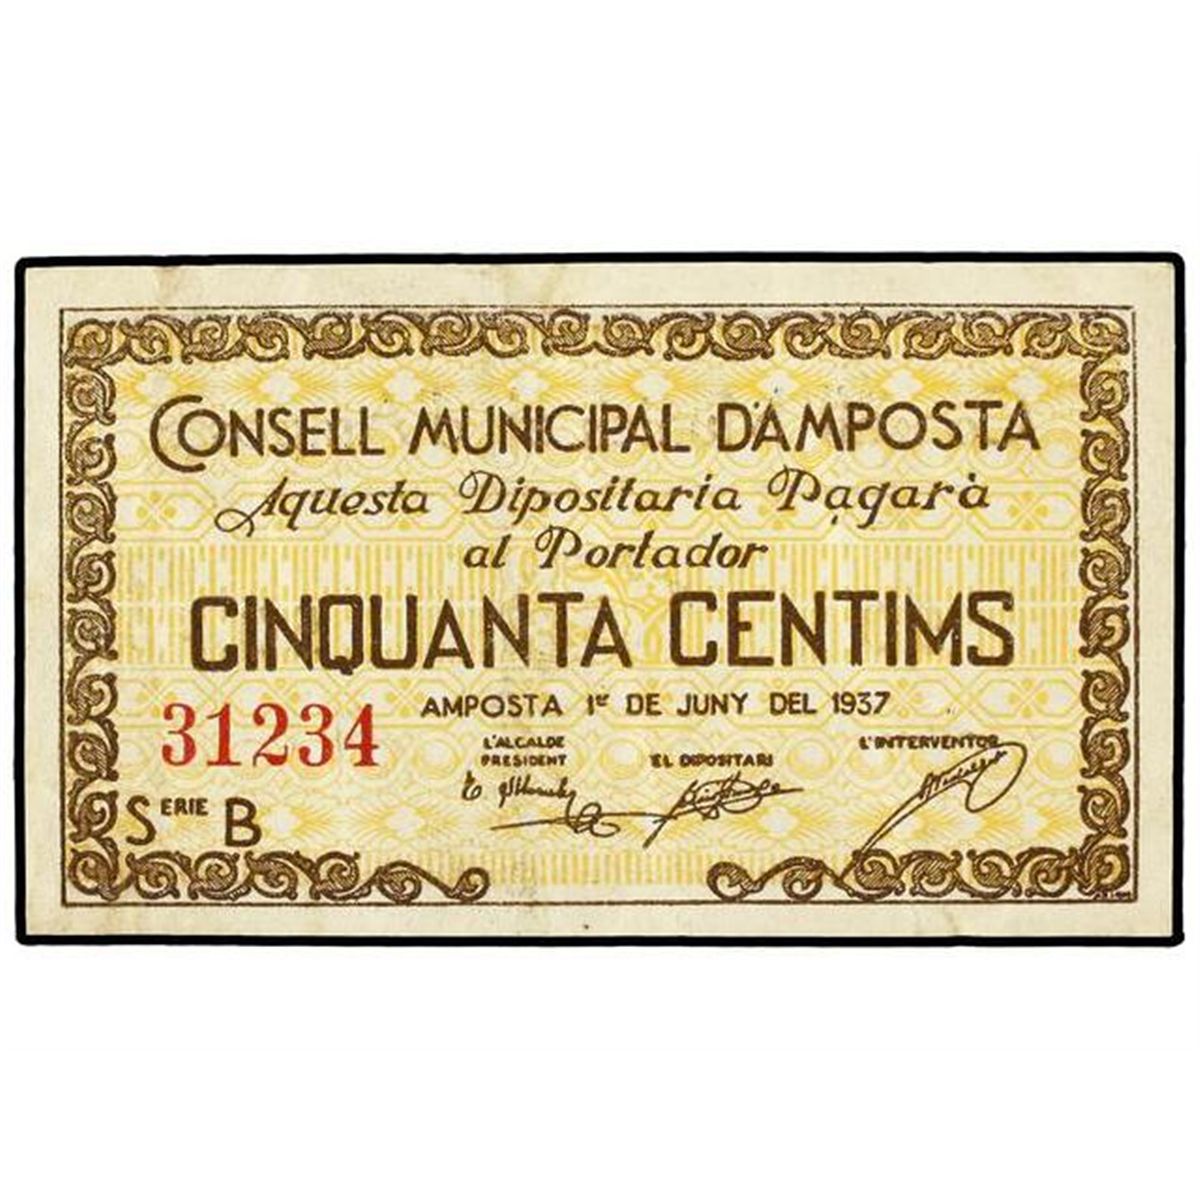 CONSELL MUNICIPAL D'AMPOSTA
Aquesta Dipositaria Pagarà
al Portador
CINQUANTA CENTIMS
AMPOSTA 1er DE JUNY DEL 1937
31234
L'ALCALDE
PRESIDENT
EL DIPOSITARI
L'INTERVENTOR
SERIE B